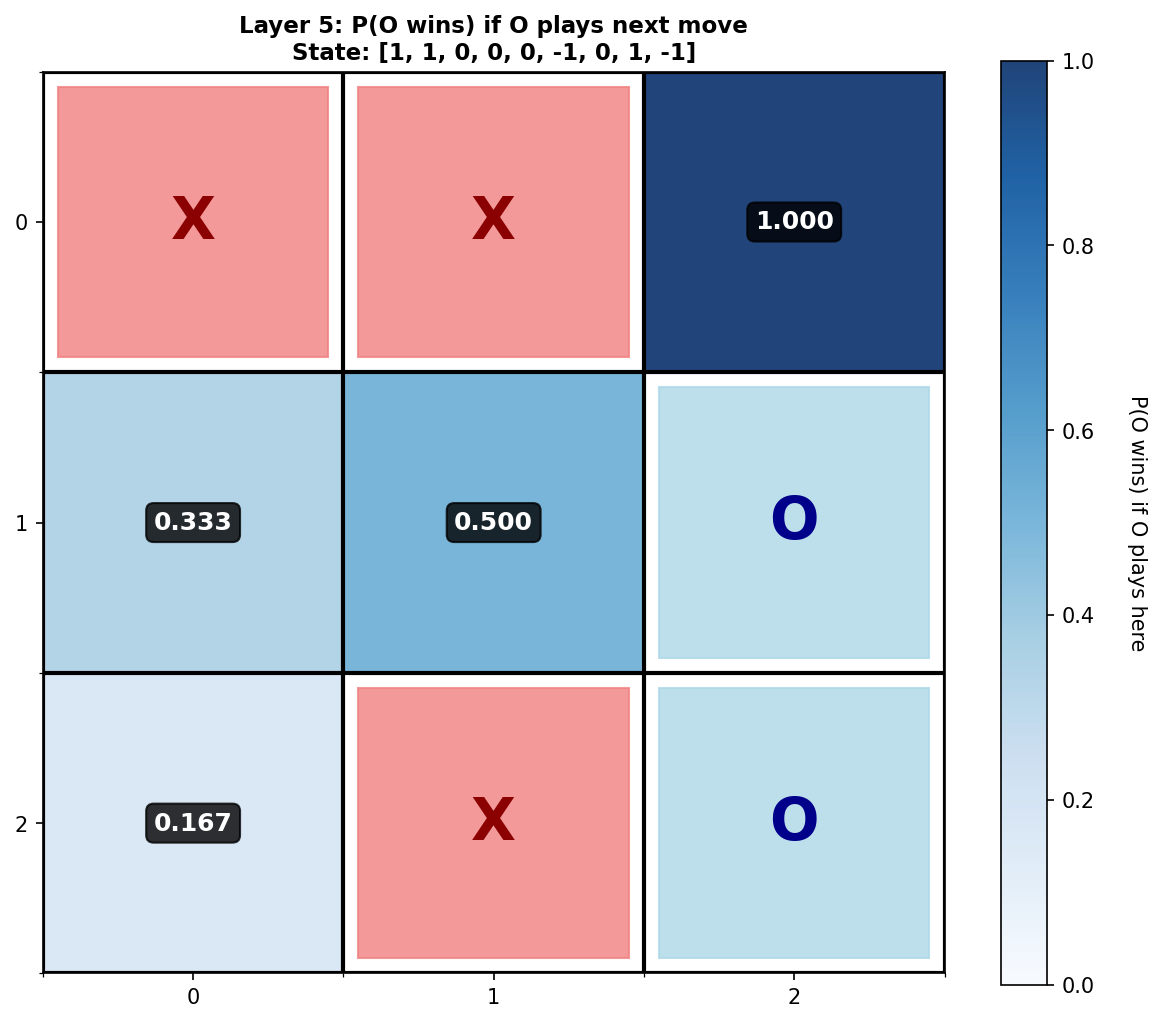 Layer 5: P(O wins) if O plays next move
State: [1, 1, 0, 0, 0, -1, 0, 1, -1]
X
X
1.000
0.333
0.500
O
0.167
X
O
0
1
2
0
1
2
1.0
0.8
0.6
0.4
0.2
0.0
P(O wins) if O plays here